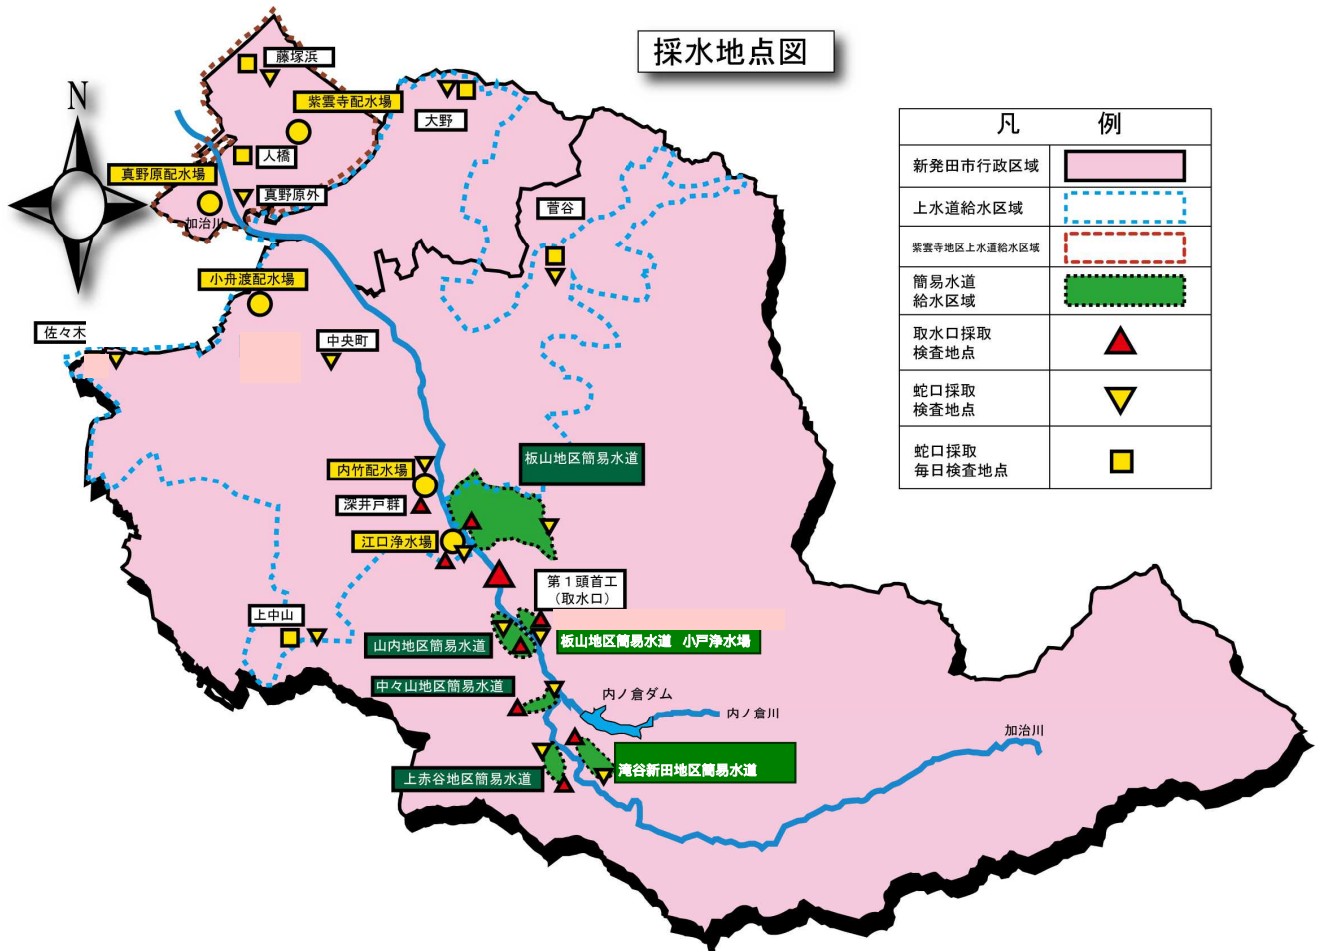 採水地点図
N
藤塚浜
紫雲寺配水場
大野
人橋
真野原配水場
真野原外
加治川
菅谷
小舟渡配水場
佐々木
中央町
板山地区簡易水道
内竹配水場
深井戸群
江口浄水場
第1頭首工
(取水口)
上中山
山内地区簡易水道
板山地区簡易水道 小戸浄水場
中々山地区簡易水道
内ノ倉ダム
内ノ倉川
加治川
上赤谷地区簡易水道
滝谷新田地区簡易水道
凡 例
新発田市行政区域
上水道給水区域
紫雲寺地区上水道給水区域
簡易水道
給水区域
取水口採取
検査地点
蛇口採取
検査地点
蛇口採取
毎日検査地点